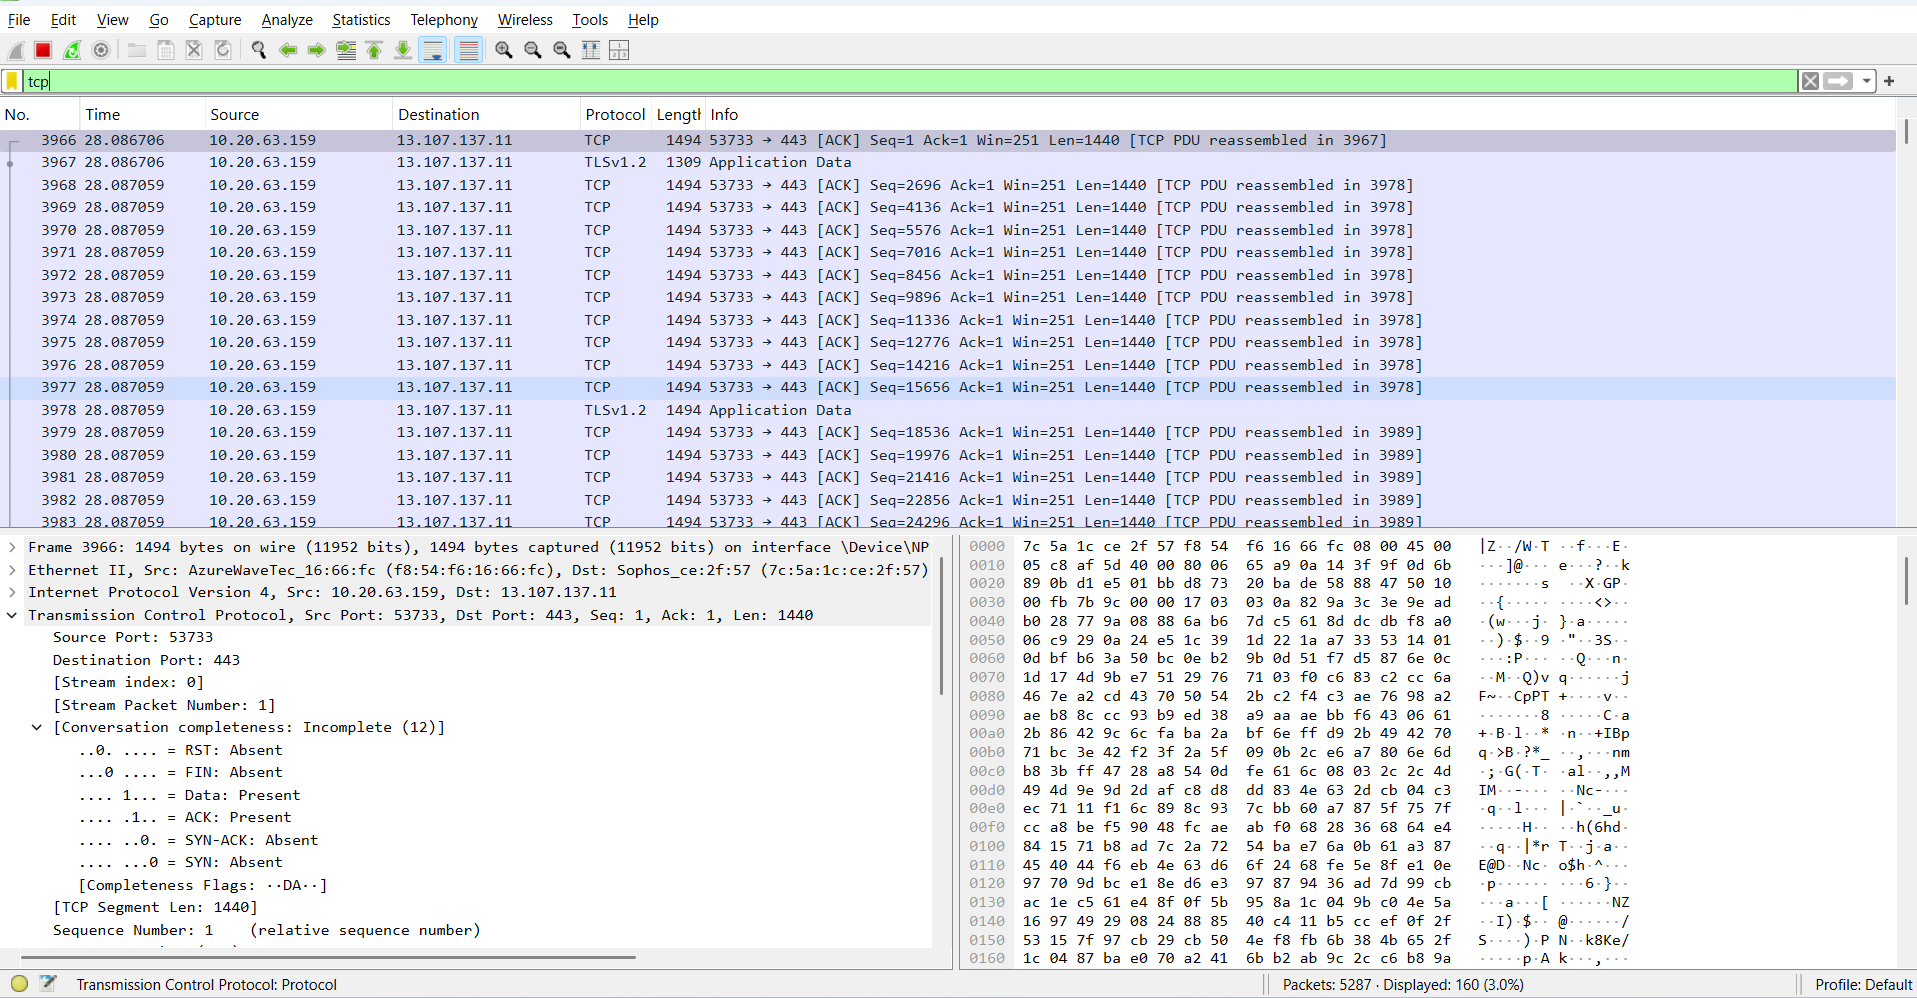 File Edit View Go Capture Analyze Statistics Telephony Wireless Tools Help
tcp
No. Time Source Destination Protocol Length Info
3966 28.086706 10.20.63.159 13.107.137.11 TCP 1494 53733 → 443 [ACK] Seq=1 Ack=1 Win=251 Len=1440 [TCP PDU reassembled in 3967]
3967 28.086706 10.20.63.159 13.107.137.11 TLSv1.2 1309 Application Data
3968 28.087059 10.20.63.159 13.107.137.11 TCP 1494 53733 → 443 [ACK] Seq=2696 Ack=1 Win=251 Len=1440 [TCP PDU reassembled in 3978]
3969 28.087059 10.20.63.159 13.107.137.11 TCP 1494 53733 → 443 [ACK] Seq=4136 Ack=1 Win=251 Len=1440 [TCP PDU reassembled in 3978]
3970 28.087059 10.20.63.159 13.107.137.11 TCP 1494 53733 → 443 [ACK] Seq=5576 Ack=1 Win=251 Len=1440 [TCP PDU reassembled in 3978]
3971 28.087059 10.20.63.159 13.107.137.11 TCP 1494 53733 → 443 [ACK] Seq=7016 Ack=1 Win=251 Len=1440 [TCP PDU reassembled in 3978]
3972 28.087059 10.20.63.159 13.107.137.11 TCP 1494 53733 → 443 [ACK] Seq=8456 Ack=1 Win=251 Len=1440 [TCP PDU reassembled in 3978]
3973 28.087059 10.20.63.159 13.107.137.11 TCP 1494 53733 → 443 [ACK] Seq=9896 Ack=1 Win=251 Len=1440 [TCP PDU reassembled in 3978]
3974 28.087059 10.20.63.159 13.107.137.11 TCP 1494 53733 → 443 [ACK] Seq=11336 Ack=1 Win=251 Len=1440 [TCP PDU reassembled in 3978]
3975 28.087059 10.20.63.159 13.107.137.11 TCP 1494 53733 → 443 [ACK] Seq=12776 Ack=1 Win=251 Len=1440 [TCP PDU reassembled in 3978]
3976 28.087059 10.20.63.159 13.107.137.11 TCP 1494 53733 → 443 [ACK] Seq=14216 Ack=1 Win=251 Len=1440 [TCP PDU reassembled in 3978]
3977 28.087059 10.20.63.159 13.107.137.11 TCP 1494 53733 → 443 [ACK] Seq=15656 Ack=1 Win=251 Len=1440 [TCP PDU reassembled in 3978]
3978 28.087059 10.20.63.159 13.107.137.11 TLSv1.2 1494 Application Data
3979 28.087059 10.20.63.159 13.107.137.11 TCP 1494 53733 → 443 [ACK] Seq=18536 Ack=1 Win=251 Len=1440 [TCP PDU reassembled in 3989]
3980 28.087059 10.20.63.159 13.107.137.11 TCP 1494 53733 → 443 [ACK] Seq=19976 Ack=1 Win=251 Len=1440 [TCP PDU reassembled in 3989]
3981 28.087059 10.20.63.159 13.107.137.11 TCP 1494 53733 → 443 [ACK] Seq=21416 Ack=1 Win=251 Len=1440 [TCP PDU reassembled in 3989]
3982 28.087059 10.20.63.159 13.107.137.11 TCP 1494 53733 → 443 [ACK] Seq=22856 Ack=1 Win=251 Len=1440 [TCP PDU reassembled in 3989]
3983 28.087059 10.20.63.159 13.107.137.11 TCP 1494 53733 → 443 [ACK] Seq=24296 Ack=1 Win=251 Len=1440 [TCP PDU reassembled in 3989]
Frame 3966: 1494 bytes on wire (11952 bits), 1494 bytes captured (11952 bits) on interface \Device\NP
Ethernet II, Src: AzureWaveTec_16:66:fc (f8:54:f6:16:66:fc), Dst: Sophos_ce:2f:57 (7c:5a:1c:ce:2f:57)
Internet Protocol Version 4, Src: 10.20.63.159, Dst: 13.107.137.11
Transmission Control Protocol, Src Port: 53733, Dst Port: 443, Seq: 1, Ack: 1, Len: 1440
Source Port: 53733
Destination Port: 443
[Stream index: 0]
[Stream Packet Number: 1]
[Conversation completeness: Incomplete (12)]
..0. .... = RST: Absent
...0 .... = FIN: Absent
.... 1... = Data: Present
.... .1.. = ACK: Present
.... ..0. = SYN-ACK: Absent
.... ...0 = SYN: Absent
[Completeness Flags: ··DA··]
[TCP Segment Len: 1440]
Sequence Number: 1 (relative sequence number)
0000 7c 5a 1c ce 2f 57 f8 54 f6 16 66 fc 08 00 45 00 |Z··/W·T ··f···E·
0010 05 c8 af 5d 40 00 80 06 65 a9 0a 14 3f 9f 0d 6b ···]@··· e···?··k
0020 89 0b d1 e5 01 bb d8 73 20 ba de 58 88 47 50 10 ·······s ··X·GP·
0030 00 fb 7b 9c 00 00 17 03 03 0a 82 9a 3c 3e 9e ad ··{····· ····<>··
0040 b0 28 77 9a 08 88 6a b6 7d c5 61 8d dc db f8 a0 ·(w···j· }·a·····
0050 06 c9 29 0a 24 e5 1c 39 1d 22 1a a7 33 53 14 01 ··)·$··9 ·"··3S··
0060 0d bf b6 3a 50 bc 0e b2 9b 0d 51 f7 d5 87 6e 0c ···:P··· ··Q···n·
0070 1d 17 4d 9b e7 51 29 76 71 03 f0 c6 83 c2 cc 6a ··M··Q)v q······j
0080 46 7e a2 cd 43 70 50 54 2b c2 f4 c3 ae 76 98 a2 F~··CpPT +····v··
0090 ae b8 8c cc 93 b9 ed 38 a9 aa ae bb f6 43 06 61 ·······8 ·····C·a
00a0 2b 86 42 9c 6c fa ba 2a bf 6e ff d9 2b 49 42 70 +·B·l··* ·n··+IBp
00b0 71 bc 3e 42 f2 3f 2a 5f 09 0b 2c e6 a7 80 6e 6d q·>B·?*_ ··,···nm
00c0 b8 3b ff 47 28 a8 54 0d fe 61 6c 08 03 2c 2c 4d ·;·G(·T· ·al··,,M
00d0 49 4d 9e 9d 2d af c8 d8 dd 83 4e 63 2d cb 04 c3 IM··-··· ··Nc-···
00e0 ec 71 11 f1 6c 89 8c 93 7c bb 60 a7 87 5f 75 7f ·q··l··· |·`··_u·
00f0 cc a8 be f5 90 48 fc ae ab f0 68 28 36 68 64 e4 ·····H·· ··h(6hd·
0100 84 15 71 b8 ad 7c 2a 72 54 ba e7 6a 0b 61 a3 87 ··q··|*r T··j·a··
0110 45 40 44 f6 eb 4e 63 d6 6f 24 68 fe 5e 8f e1 0e E@D··Nc· o$h·^···
0120 97 70 9d bc e1 8e d6 e3 97 87 94 36 ad 7d 99 cb ·p······ ···6·}··
0130 ac 1e c5 61 e4 8f 0f 5b 95 8a 1c 04 9b c0 4e 5a ···a···[ ······NZ
0140 16 97 49 29 08 24 88 85 40 c4 11 b5 cc ef 0f 2f ··I)·$·· @······/
0150 53 15 7f 97 cb 29 cb 50 4e f8 fb 6b 38 4b 65 2f S····)·P N··k8Ke/
0160 1c 04 87 ba e0 70 a2 41 6b b2 ab 9c 2c c6 b8 9a ·····p·A k···,···
Transmission Control Protocol: Protocol
Packets: 5287 · Displayed: 160 (3.0%)
Profile: Default